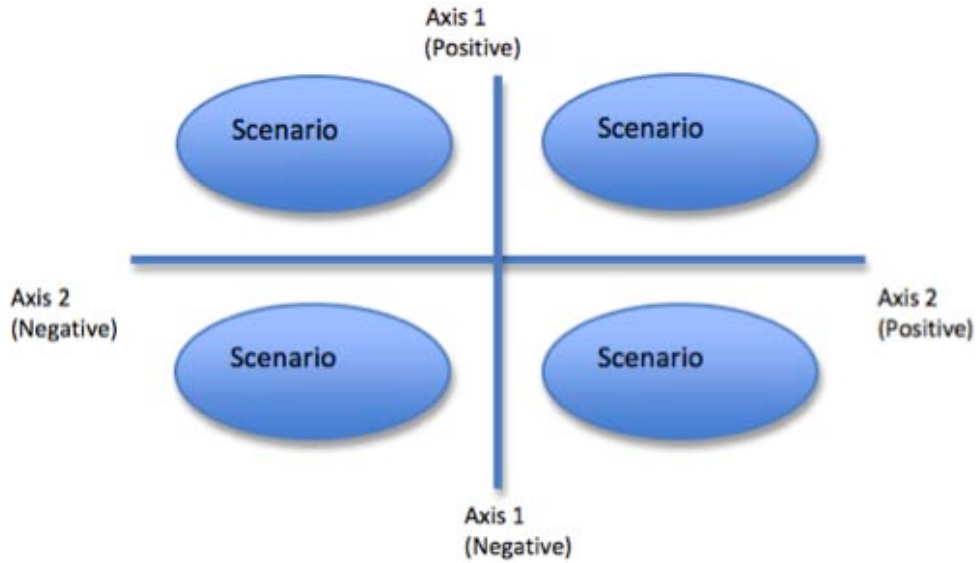 Axis 1
(Positive)
Scenario
Scenario
Axis 2
(Negative)
Axis 2
(Positive)
Scenario
Scenario
Axis 1
(Negative)